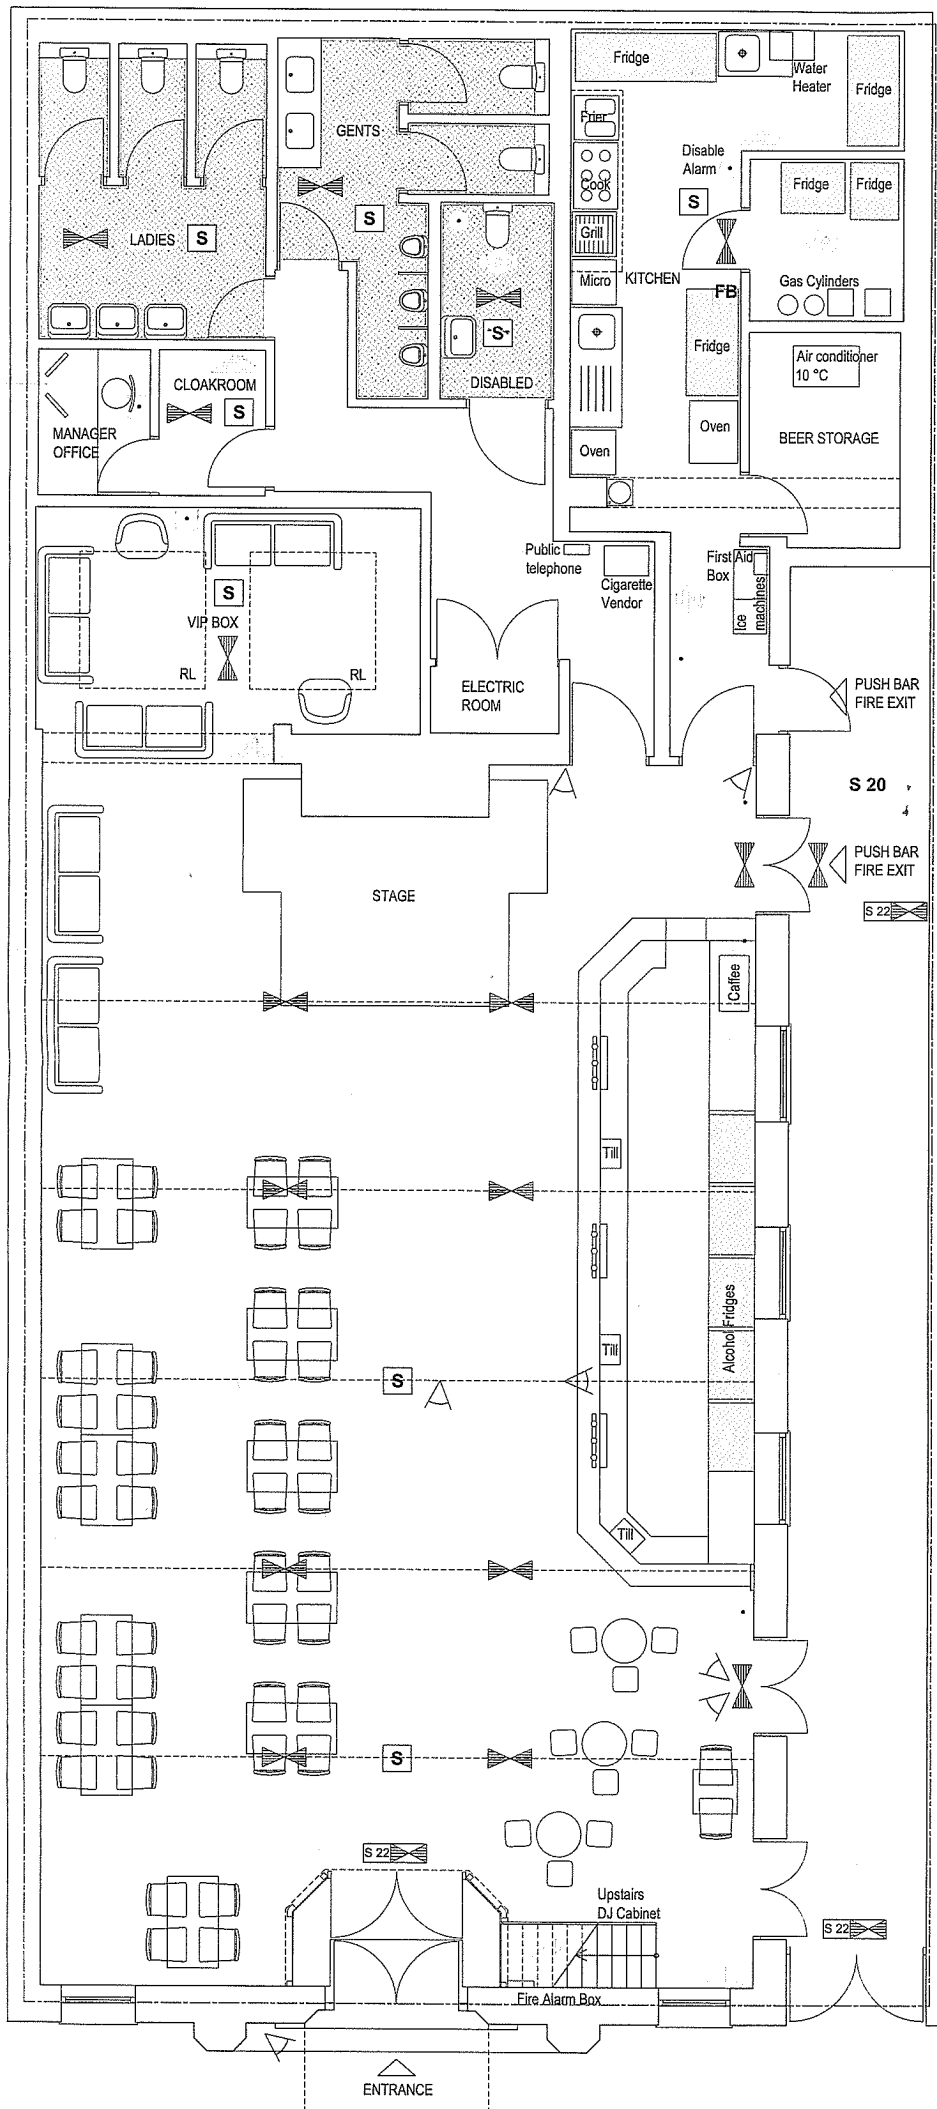 Fridge
Water
Heater
Fridge
Frier
GENTS
Disable
Alarm
Cook
S
Fridge
Fridge
S
LADIES
S
Grill
Micro
KITCHEN
FB
Gas Cylinders
S
Fridge
Air conditioner
10 °C
DISABLED
CLOAKROOM
S
MANAGER
OFFICE
Oven
Oven
BEER STORAGE
Public
telephone
Cigarette
Vendor
First Aid
Box
Ice
machines
S
VIP BOX
RL
RL
ELECTRIC
ROOM
PUSH BAR
FIRE EXIT
S 20
PUSH BAR
FIRE EXIT
S 22
STAGE
Caffee
Till
Alcohol Fridges
Till
S
Till
S
S 22
Upstairs
DJ Cabinet
S 22
Fire Alarm Box
ENTRANCE